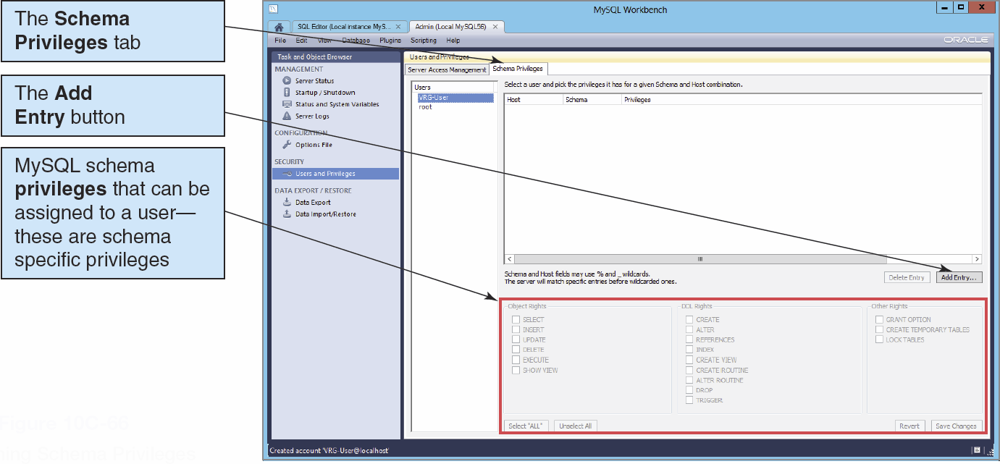 The Schema
Privileges tab
The Add
Entry button
MySQL schema
privileges that can be
assigned to a user—
these are schema
specific privileges
MySQL Workbench
SQL Editor (Local instance MyS...
Admin (Local MySQL56)
File Edit View Database Plugins Scripting Help
ORACLE
Task and Object Browser
MANAGEMENT
Server Status
Startup / Shutdown
Status and System Variables
Server Logs
CONFIGURATION
Options File
SECURITY
Users and Privileges
DATA EXPORT / RESTORE
Data Export
Data Import/Restore
Users and Privileges
Server Access Management
Schema Privileges
Users
VRG-User
root
Select a user and pick the privileges it has for a given Schema and Host combination.
Host Schema Privileges
Schema and Host fields may use % and _ wildcards.
The server will match specific entries before wildcarded ones.
Delete Entry
Add Entry...
Object Rights
SELECT
INSERT
UPDATE
DELETE
EXECUTE
SHOW VIEW
DDL Rights
CREATE
ALTER
REFERENCES
INDEX
CREATE VIEW
CREATE ROUTINE
ALTER ROUTINE
DROP
TRIGGER
Other Rights
GRANT OPTION
CREATE TEMPORARY TABLES
LOCK TABLES
Select "ALL"
Unselect All
Revert
Save Changes
Created account 'VRG-User@localhost'
Figure 10C-66
ning Schema Privileges